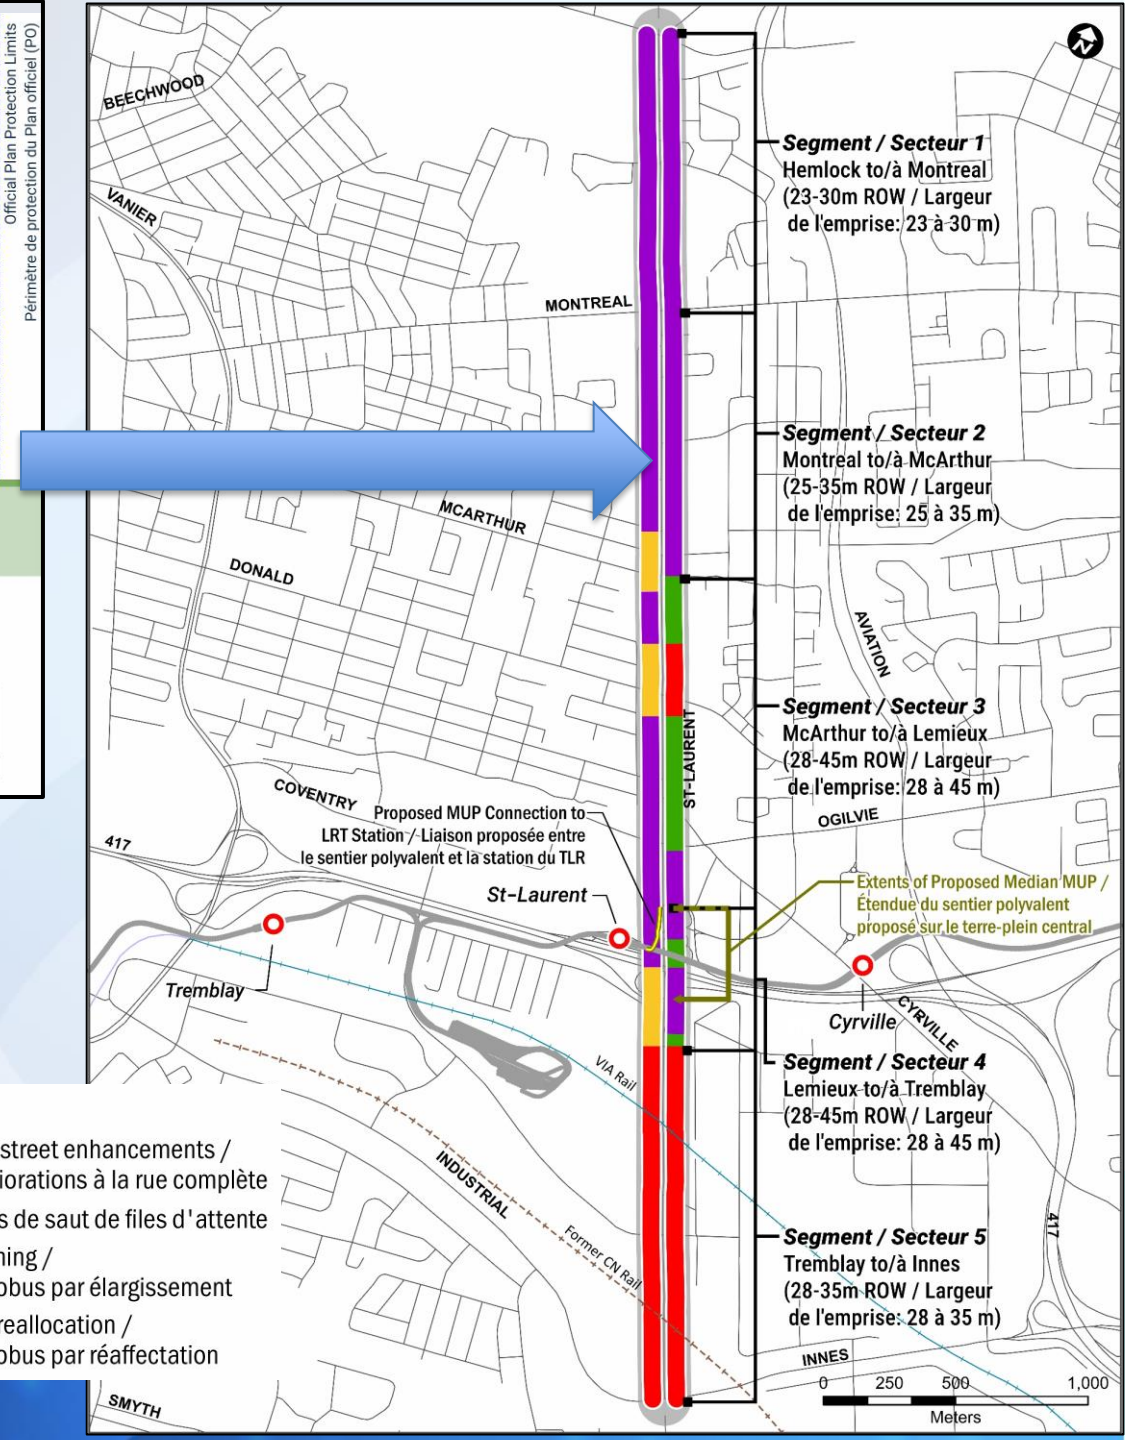 Official Plan Protection Limits
Périmètre de protection du Plan officiel (PO)
N
BEECHWOOD
VANIER
Segment / Secteur 1
Hemlock to/à Montreal
(23-30m ROW / Largeur
de l'emprise: 23 à 30 m)
MONTREAL
Segment / Secteur 2
Montreal to/à McArthur
(25-35m ROW / Largeur
de l'emprise: 25 à 35 m)
MCARTHUR
DONALD
AVIATION
Segment / Secteur 3
McArthur to/à Lemieux
(28-45m ROW / Largeur
de l'emprise: 28 à 45 m)
ST-LAURENT
COVENTRY
Proposed MUP Connection to
LRT Station / Liaison proposée entre
le sentier polyvalent et la station du TLR
OGILVIE
417
St-Laurent
Extents of Proposed Median MUP /
Étendue du sentier polyvalent
proposé sur le terre-plein central
Tremblay
Cyrville
CYRVILLE
VIA Rail
Segment / Secteur 4
Lemieux to/à Tremblay
(28-45m ROW / Largeur
de l'emprise: 28 à 45 m)
street enhancements /
iorations à la rue complète
s de saut de files d'attente
ning /
obus par élargissement
reallocation /
obus par réaffectation
INDUSTRIAL
Former CN Rail
417
Segment / Secteur 5
Tremblay to/à Innes
(28-35m ROW / Largeur
de l'emprise: 28 à 35 m)
INNES
0 250 500 1,000
Meters
SMYTH